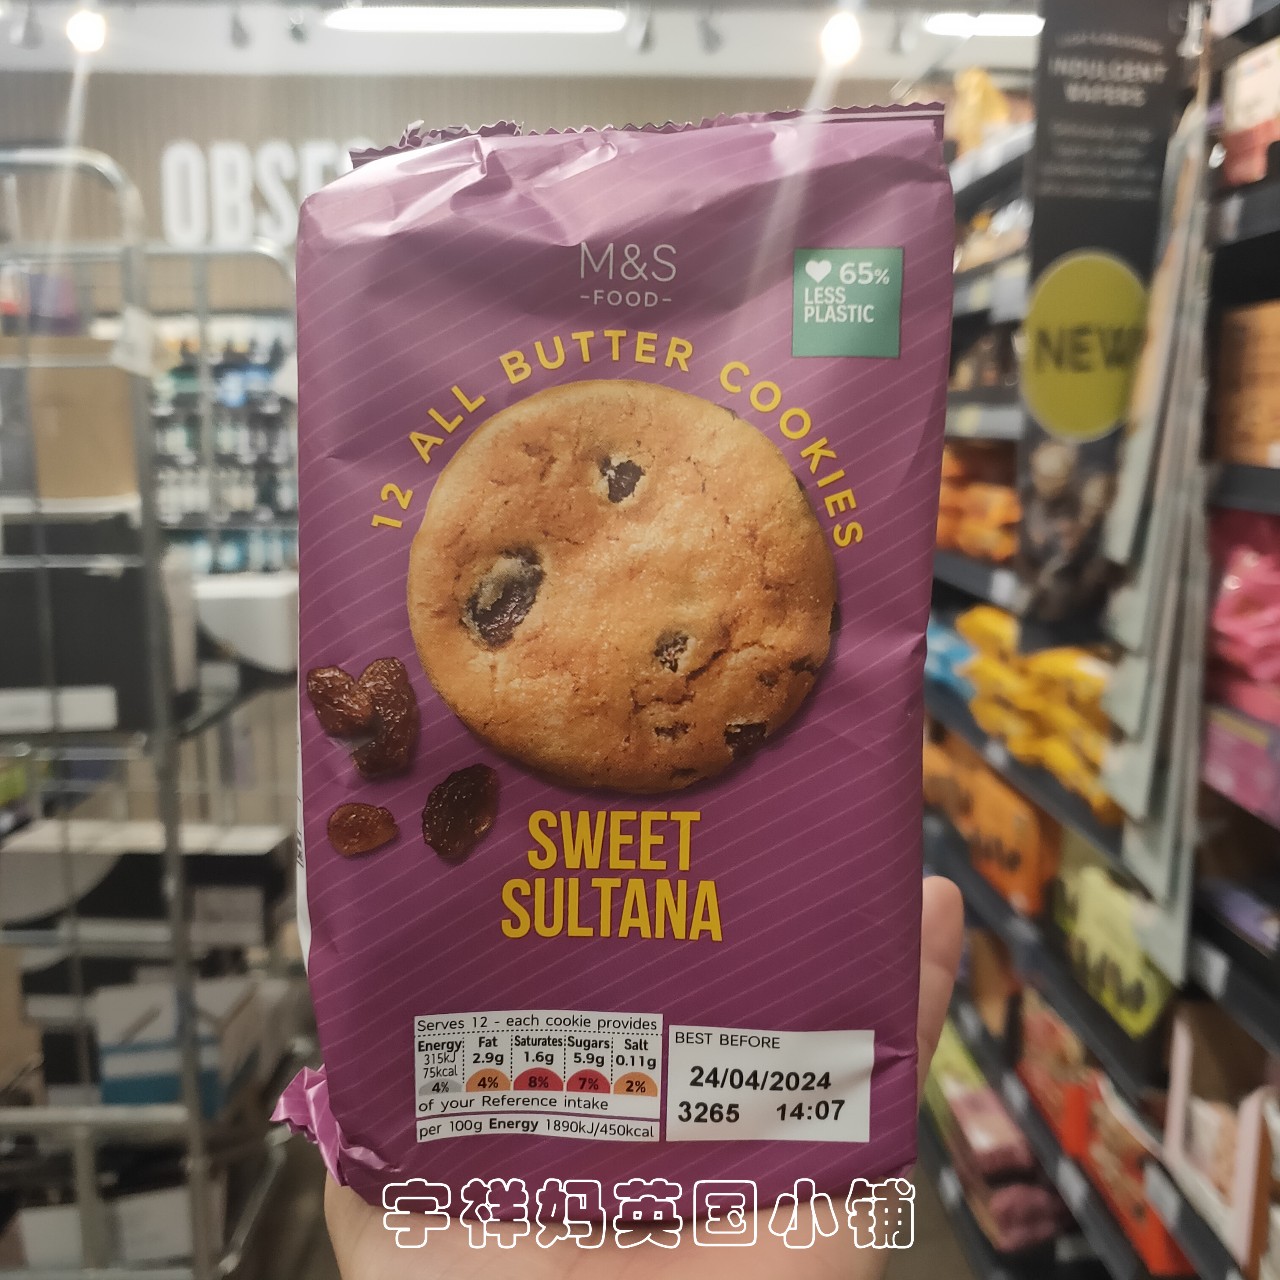 OBSE
INDULGENT
WAFERS
NEW
M&S
-FOOD-
65%
LESS
PLASTIC
12 ALL BUTTER COOKIES
SWEET
SULTANA
Serves 12 - each cookie provides
Energy Fat Saturates Sugars Salt
315kJ 2.9g 1.6g 5.9g 0.11g
75kcal
4% 4% 8% 7% 2%
of your Reference intake
per 100g Energy 1890kJ/450kcal
BEST BEFORE
24/04/2024
3265 14:07
宇祥妈英国小铺